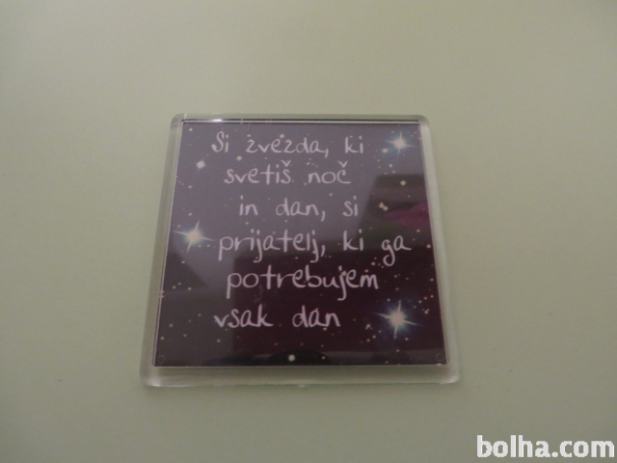 Si zvezda, ki
svetiš noč
in dan, si
prijatelj, ki ga
potrebujem
vsak dan
bolha.com